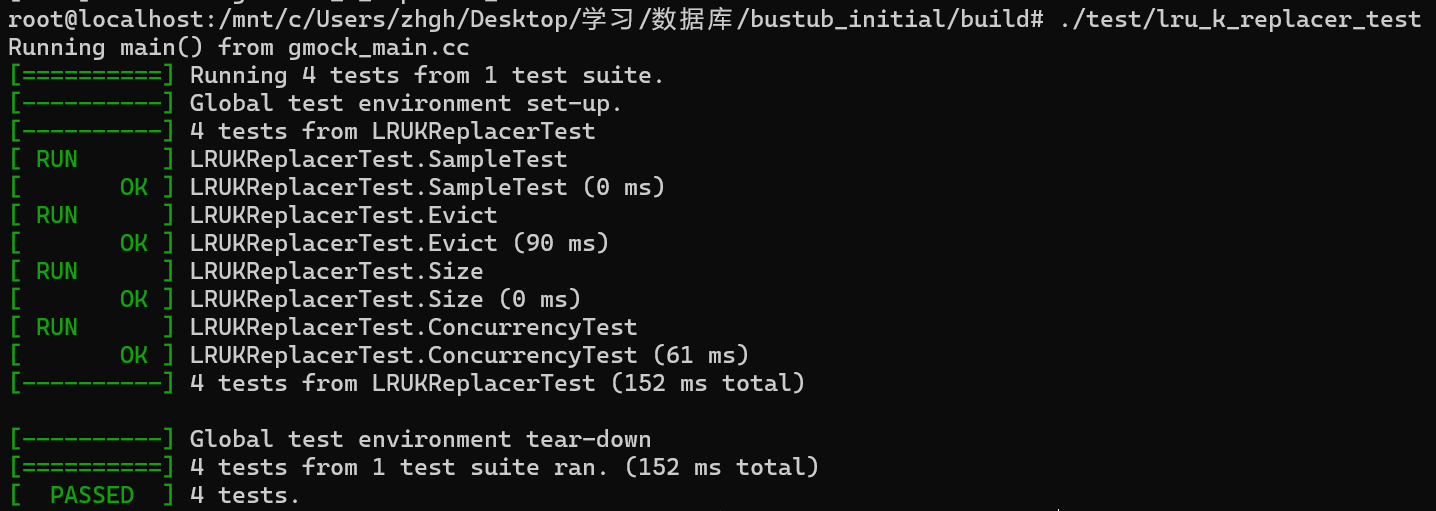 root@localhost:/mnt/c/Users/zhgh/Desktop/学习/数据库/bustub_initial/build# ./test/lru_k_replacer_test
Running main() from gmock_main.cc
[==========] Running 4 tests from 1 test suite.
[----------] Global test environment set-up.
[----------] 4 tests from LRUKReplacerTest
[ RUN      ] LRUKReplacerTest.SampleTest
[       OK ] LRUKReplacerTest.SampleTest (0 ms)
[ RUN      ] LRUKReplacerTest.Evict
[       OK ] LRUKReplacerTest.Evict (90 ms)
[ RUN      ] LRUKReplacerTest.Size
[       OK ] LRUKReplacerTest.Size (0 ms)
[ RUN      ] LRUKReplacerTest.ConcurrencyTest
[       OK ] LRUKReplacerTest.ConcurrencyTest (61 ms)
[----------] 4 tests from LRUKReplacerTest (152 ms total)

[----------] Global test environment tear-down
[==========] 4 tests from 1 test suite ran. (152 ms total)
[  PASSED  ] 4 tests.